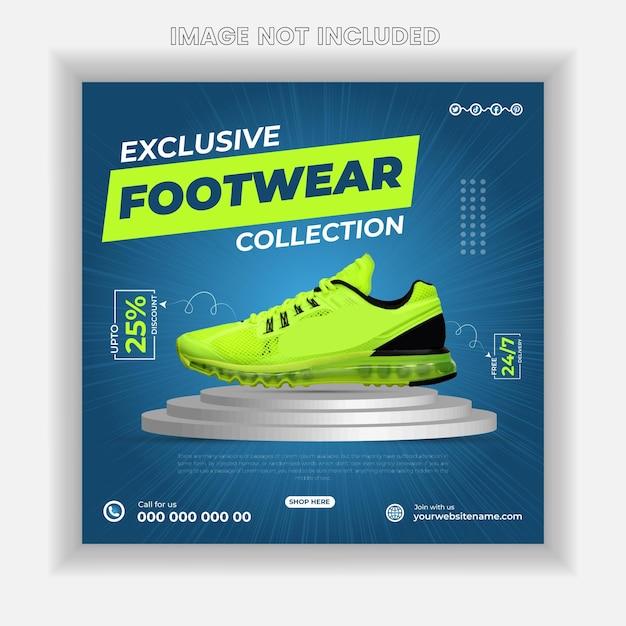 IMAGE NOT INCLUDED
EXCLUSIVE
FOOTWEAR
COLLECTION
UPTO
25%
DISCOUNT
FREE
24/7
DELIVERY
SHOP HERE
Call for us
000 000 000 00
Join with us
yourwebsitename.com